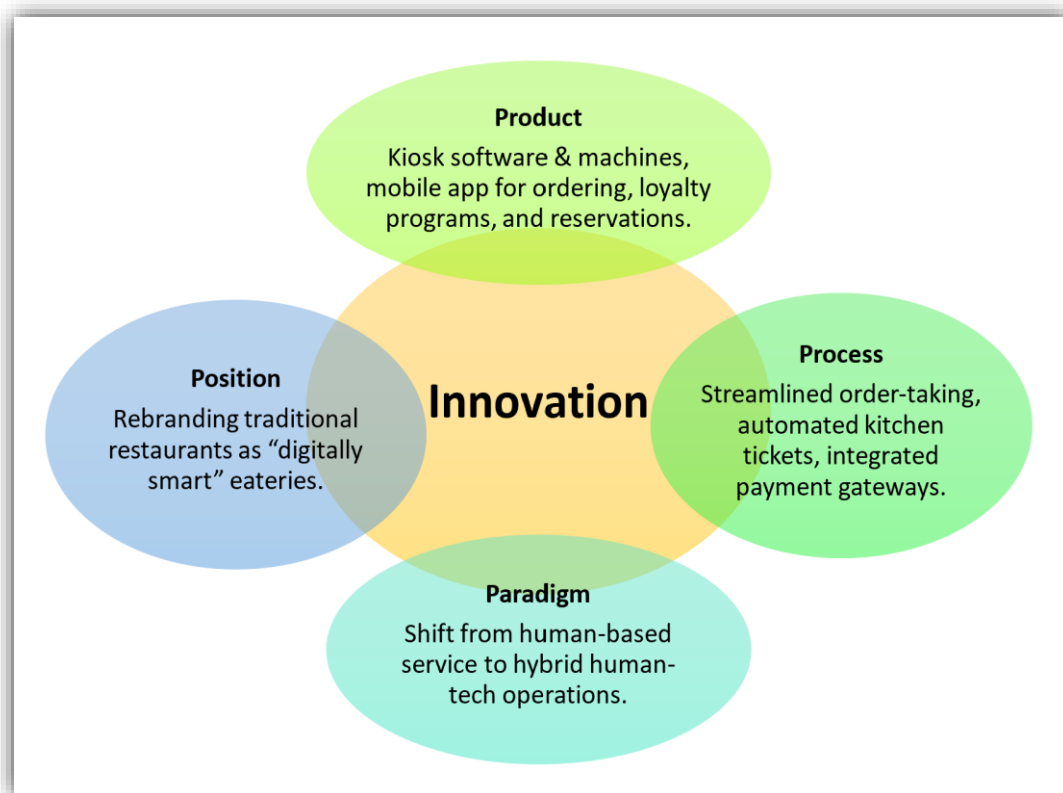 Product
Kiosk software & machines,
mobile app for ordering, loyalty
programs, and reservations.
Position
Rebranding traditional
restaurants as “digitally
smart” eateries.
Innovation
Process
Streamlined order-taking,
automated kitchen
tickets, integrated
payment gateways.
Paradigm
Shift from human-based
service to hybrid human-
tech operations.